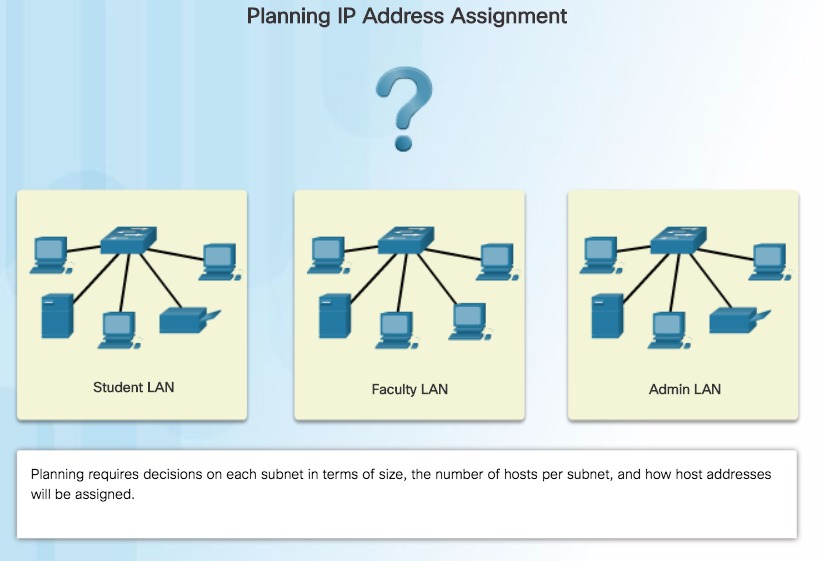 Planning IP Address Assignment
?
Student LAN
Faculty LAN
Admin LAN
Planning requires decisions on each subnet in terms of size, the number of hosts per subnet, and how host addresses
will be assigned.